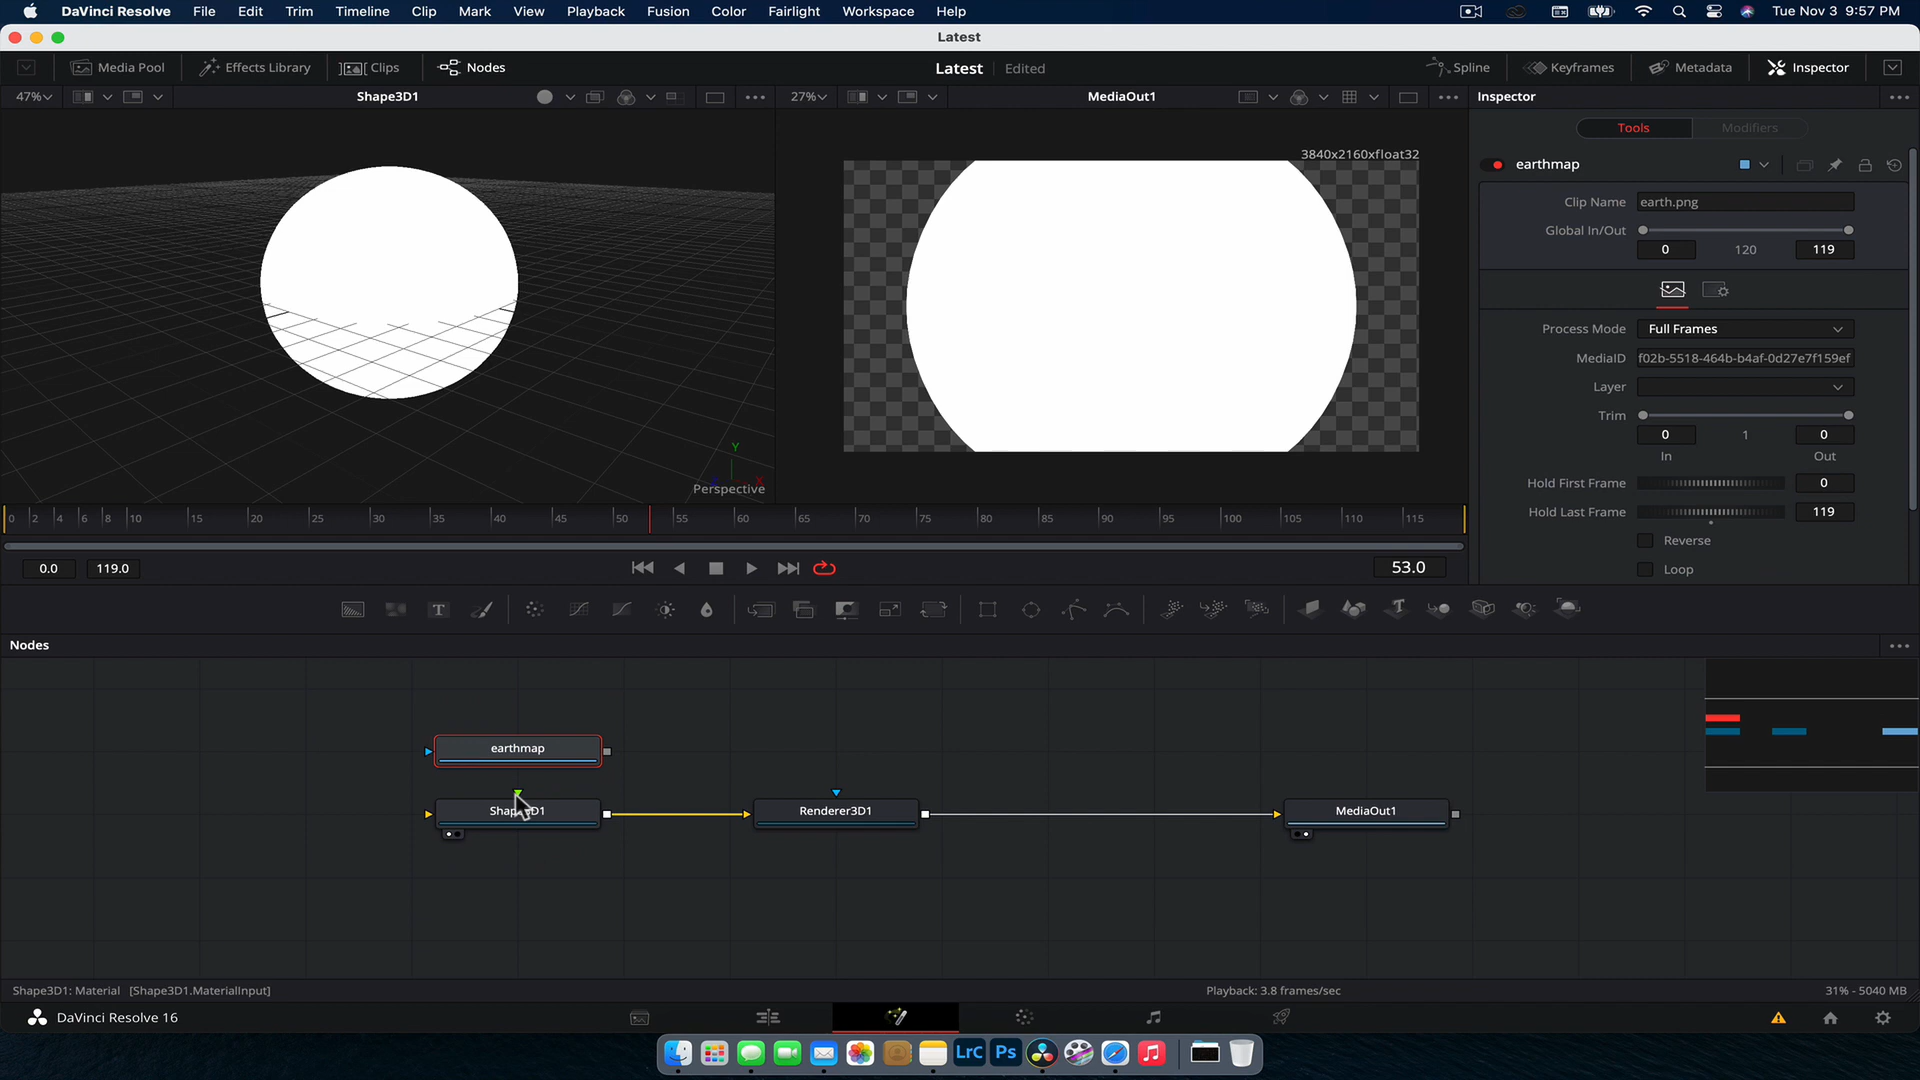 DaVinci Resolve File Edit Trim Timeline Clip Mark View Playback Fusion Color Fairlight Workspace Help Tue Nov 3 9:57 PM
Latest
Media Pool Effects Library Clips Nodes Latest Edited Spline Keyframes Metadata Inspector
47% Shape3D1 27% MediaOut1 Inspector
Tools Modifiers
3840x2160xfloat32
earthmap
Clip Name earth.png
Global In/Out
0 120 119
Process Mode Full Frames
MediaID f02b-5518-464b-b4af-0d27e7f159ef
Layer
Trim
0 1 0
In Out
Hold First Frame 0
Hold Last Frame 119
Reverse
Loop
Y
X
Perspective
0 2 4 6 8 10 15 20 25 30 35 40 45 50 55 60 65 70 75 80 85 90 95 100 105 110 115
0.0 119.0 53.0
T T
Nodes
earthmap
Shape3D1 Renderer3D1 MediaOut1
Shape3D1: Material [Shape3D1.MaterialInput] Playback: 3.8 frames/sec 31% - 5040 MB
DaVinci Resolve 16
LrC Ps